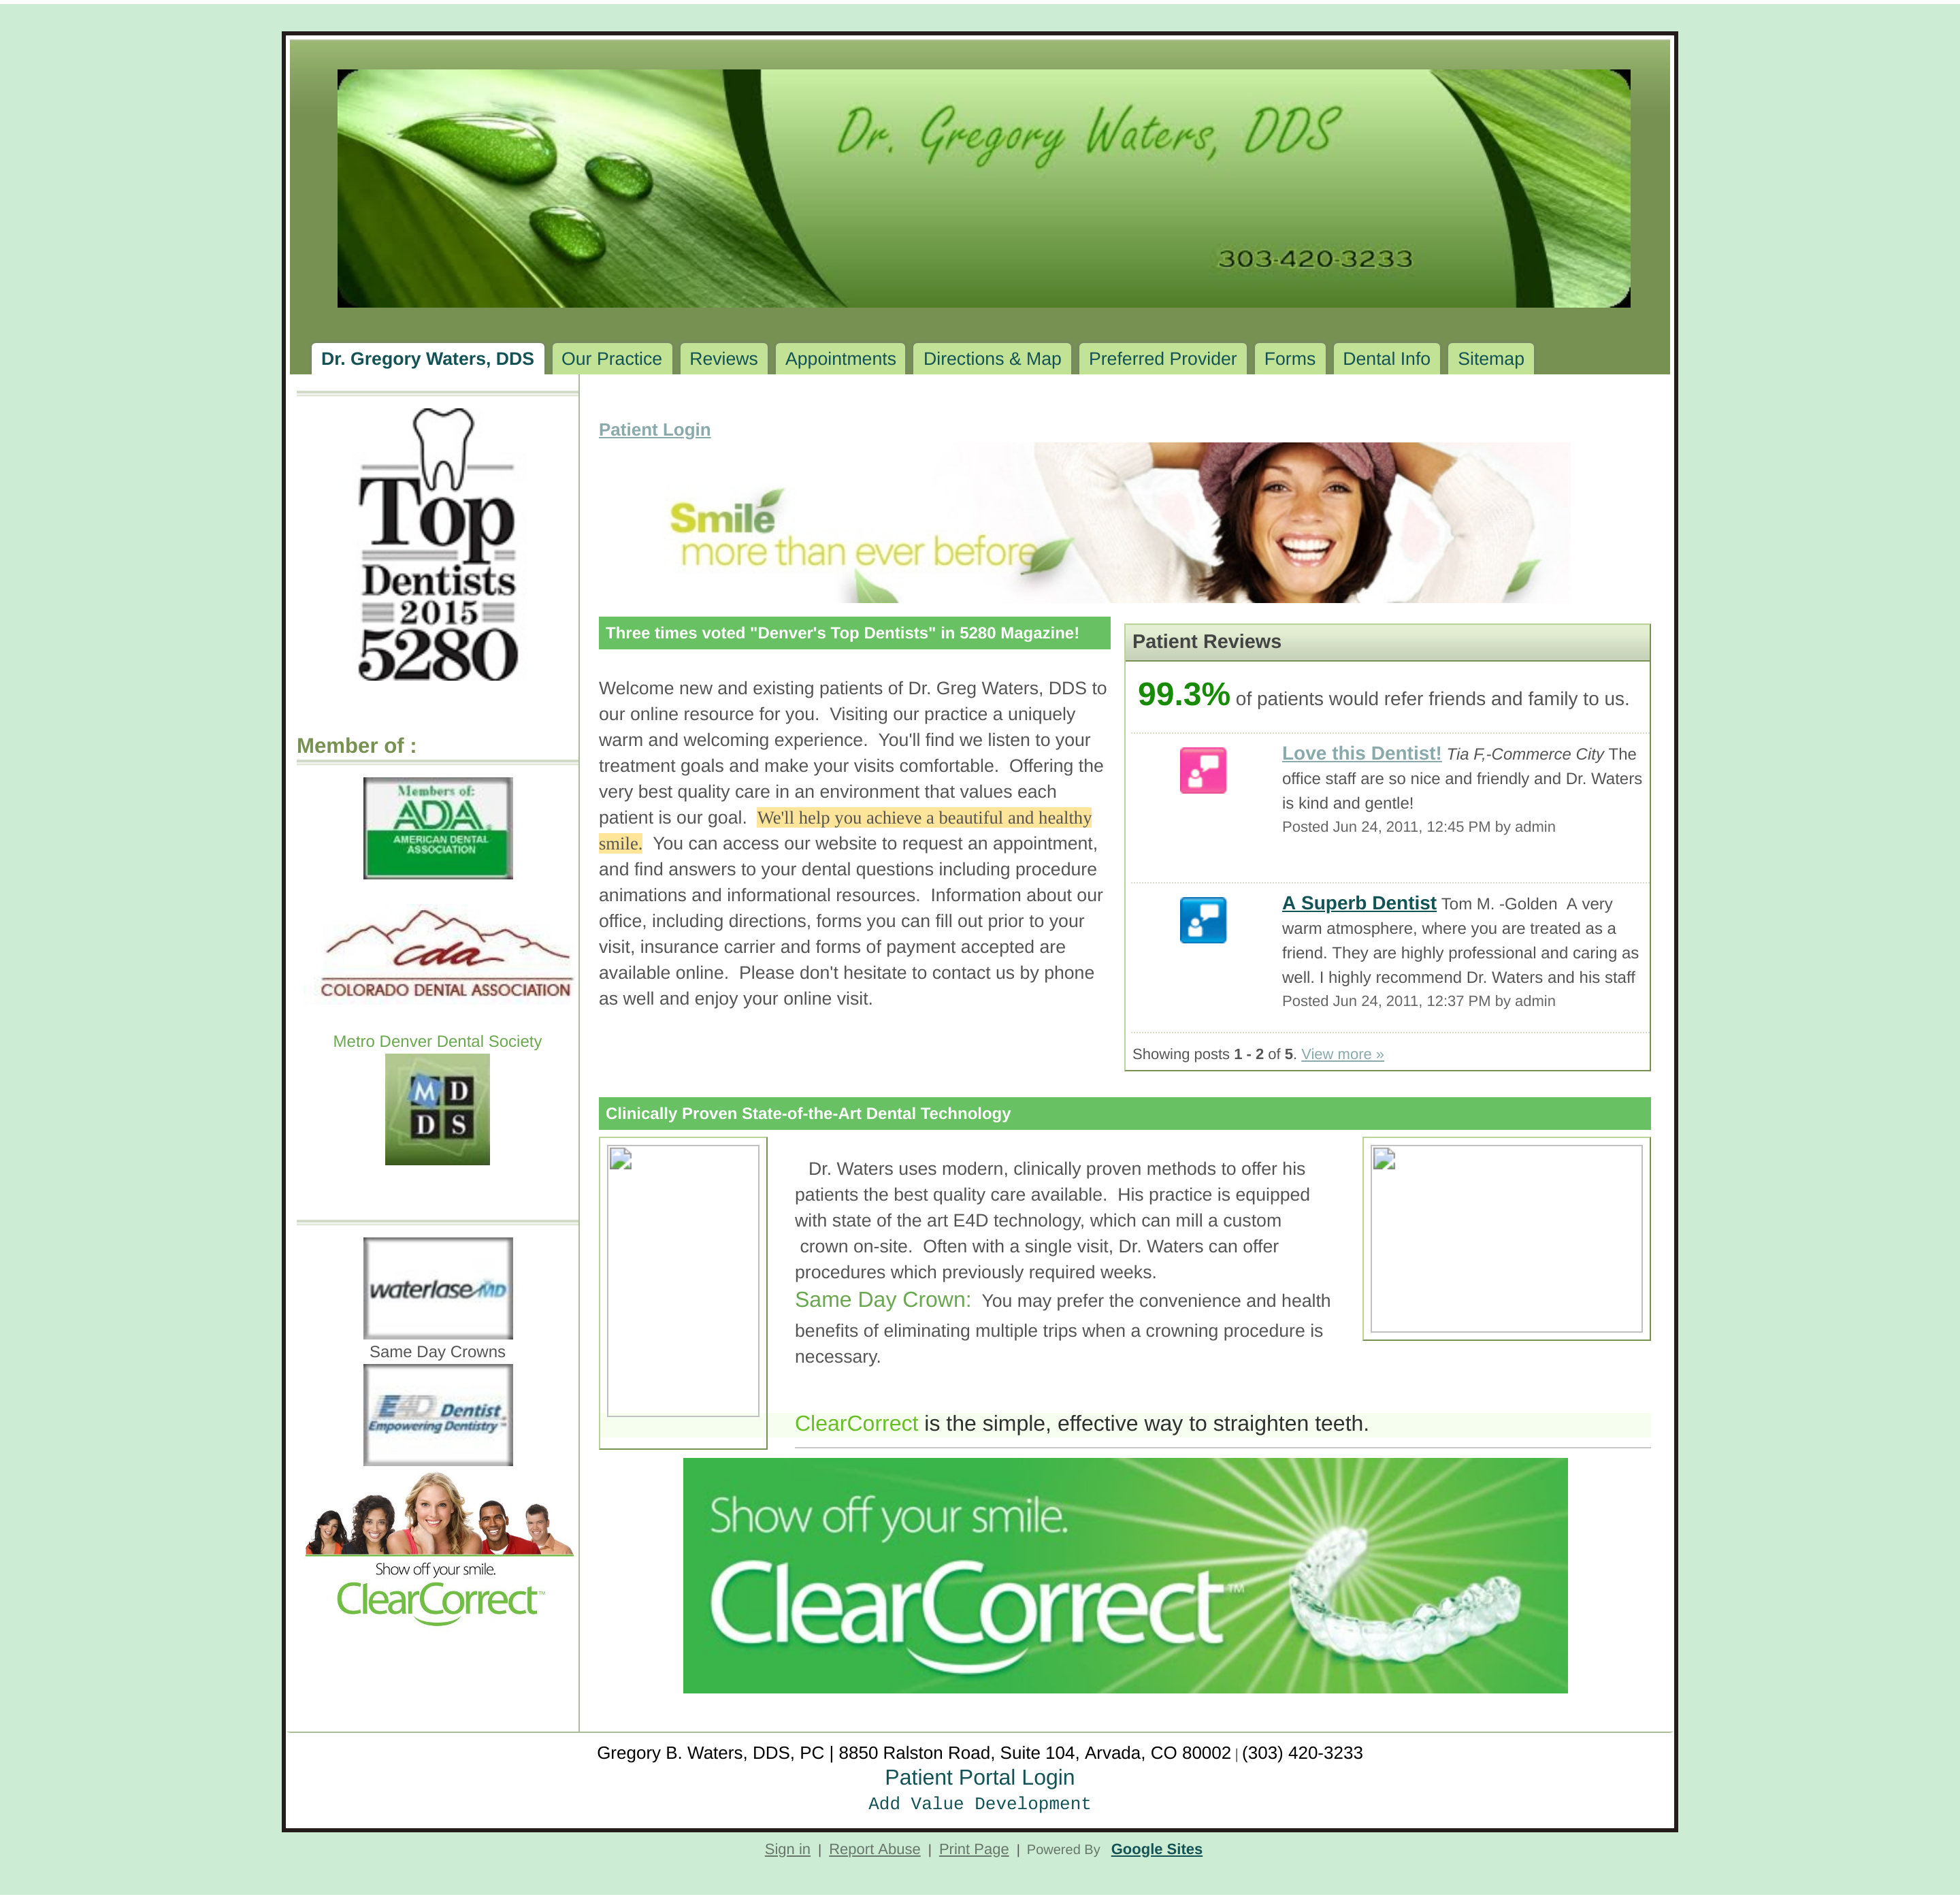 Dr. Gregory Waters, DDS
303-420-3233
Dr. Gregory Waters, DDS
Our Practice
Reviews
Appointments
Directions & Map
Preferred Provider
Forms
Dental Info
Sitemap
Top
Dentists
2015
5280
Member of :
Members of:
ADA®
AMERICAN DENTAL
ASSOCIATION
cda
COLORADO DENTAL ASSOCIATION
Metro Denver Dental Society
M D
D S
waterlase MD
Same Day Crowns
E4D Dentist™
Empowering Dentistry™
Show off your smile.
ClearCorrect™
Patient Login
Smile
more than ever before
Three times voted "Denver's Top Dentists" in 5280 Magazine!
Welcome new and existing patients of Dr. Greg Waters, DDS to
our online resource for you.  Visiting our practice a uniquely
warm and welcoming experience.  You'll find we listen to your
treatment goals and make your visits comfortable.  Offering the
very best quality care in an environment that values each
patient is our goal.  We'll help you achieve a beautiful and healthy
smile.  You can access our website to request an appointment,
and find answers to your dental questions including procedure
animations and informational resources.  Information about our
office, including directions, forms you can fill out prior to your
visit, insurance carrier and forms of payment accepted are
available online.  Please don't hesitate to contact us by phone
as well and enjoy your online visit.
Patient Reviews
99.3% of patients would refer friends and family to us.
Love this Dentist! Tia F,-Commerce City The
office staff are so nice and friendly and Dr. Waters
is kind and gentle!
Posted Jun 24, 2011, 12:45 PM by admin
A Superb Dentist Tom M. -Golden  A very
warm atmosphere, where you are treated as a
friend. They are highly professional and caring as
well. I highly recommend Dr. Waters and his staff
Posted Jun 24, 2011, 12:37 PM by admin
Showing posts 1 - 2 of 5. View more »
Clinically Proven State-of-the-Art Dental Technology
Dr. Waters uses modern, clinically proven methods to offer his
patients the best quality care available.  His practice is equipped
with state of the art E4D technology, which can mill a custom
crown on-site.  Often with a single visit, Dr. Waters can offer
procedures which previously required weeks.
Same Day Crown:  You may prefer the convenience and health
benefits of eliminating multiple trips when a crowning procedure is
necessary.
ClearCorrect is the simple, effective way to straighten teeth.
Show off your smile.
ClearCorrect™
Gregory B. Waters, DDS, PC | 8850 Ralston Road, Suite 104, Arvada, CO 80002 | (303) 420-3233
Patient Portal Login
Add Value Development
Sign in | Report Abuse | Print Page | Powered By Google Sites